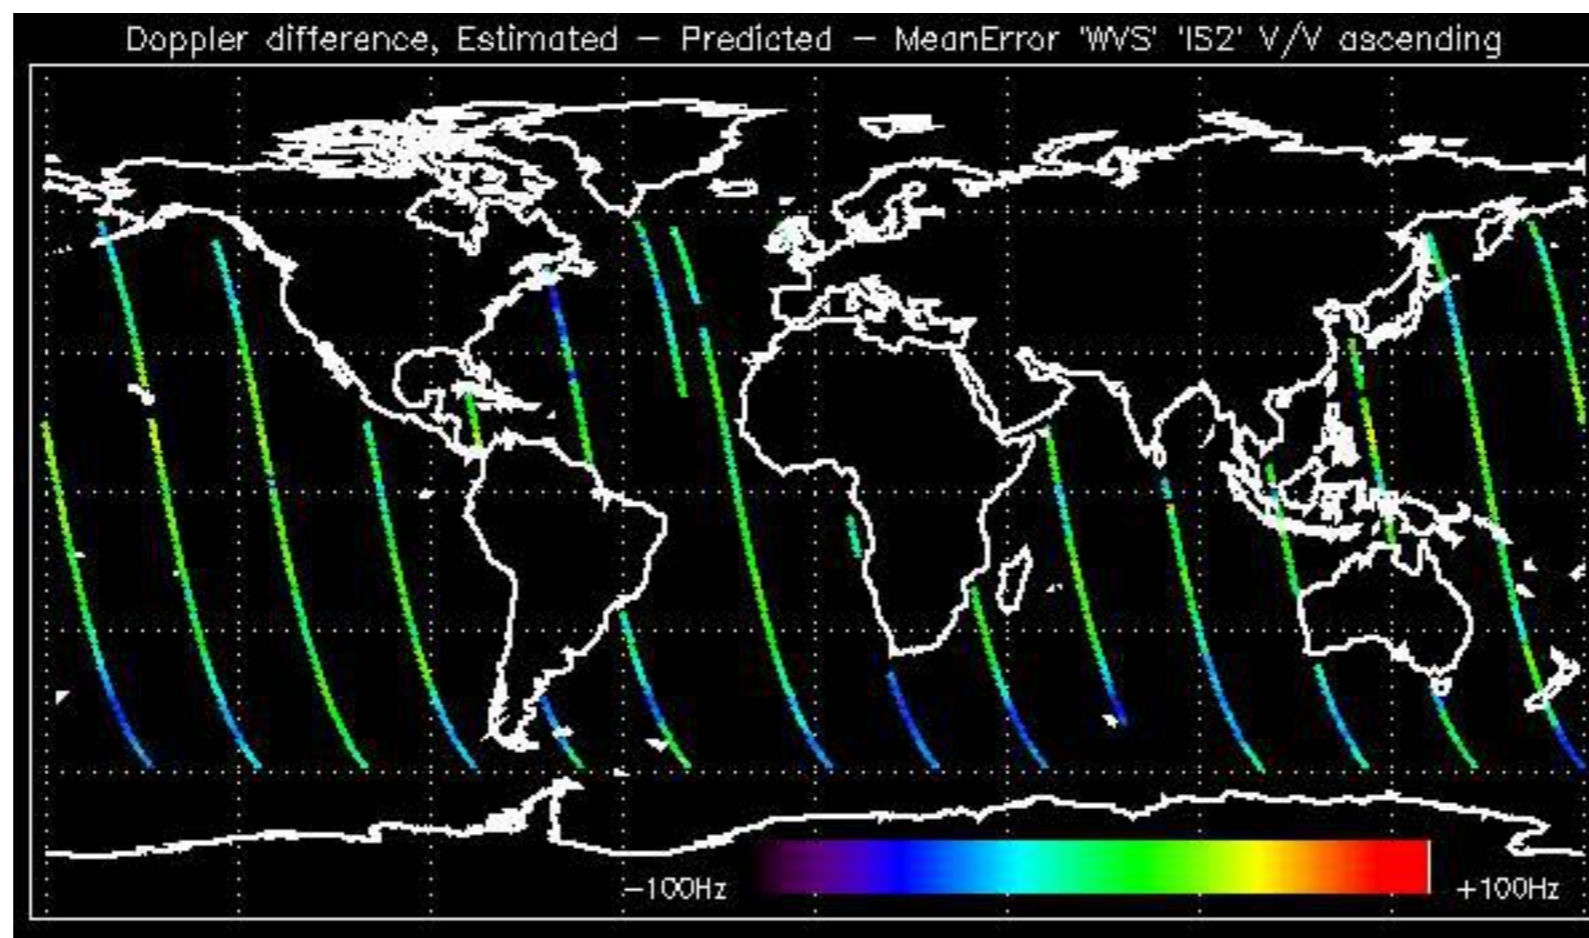 Doppler difference, Estimated – Predicted – MeanError 'WVS' 'IS2' V/V ascending
−100Hz +100Hz